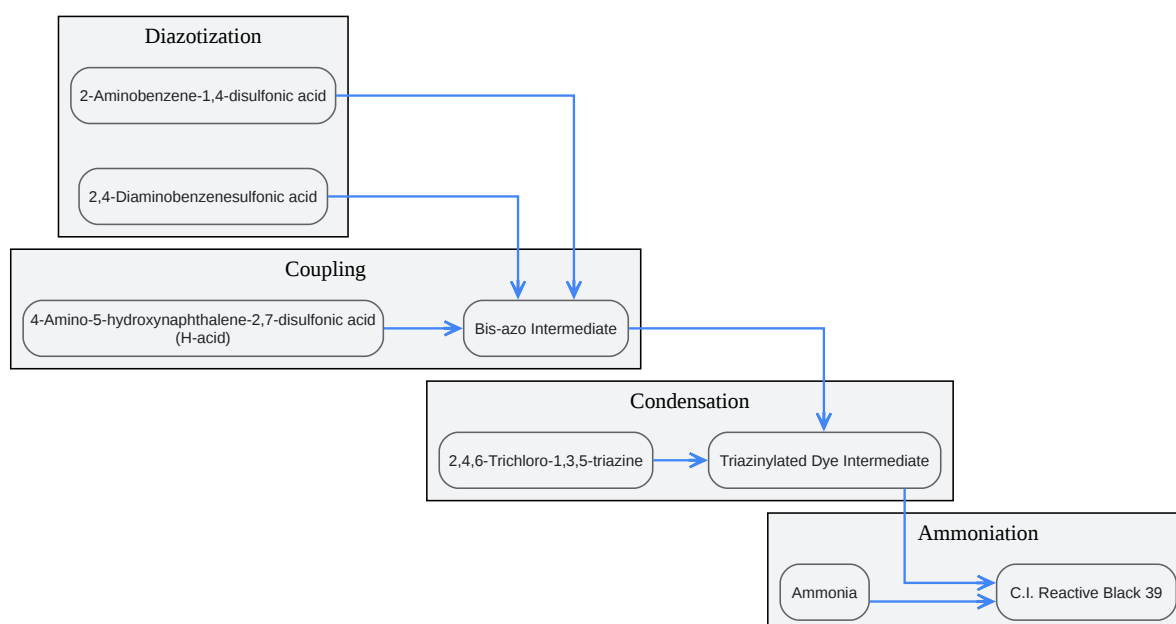 Diazotization
2-Aminobenzene-1,4-disulfonic acid
2,4-Diaminobenzenesulfonic acid
Coupling
4-Amino-5-hydroxynaphthalene-2,7-disulfonic acid
(H-acid)
Bis-azo Intermediate
Condensation
2,4,6-Trichloro-1,3,5-triazine
Triazinylated Dye Intermediate
Ammoniation
Ammonia
C.I. Reactive Black 39